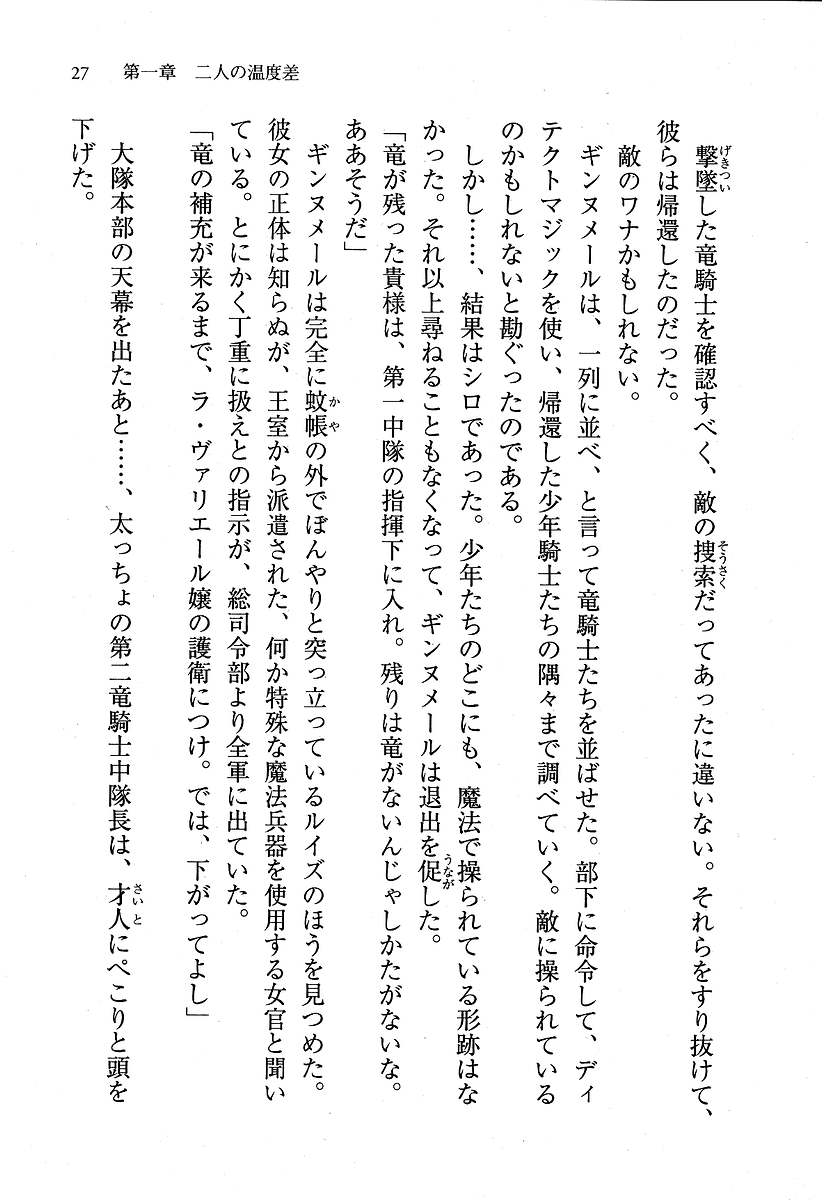 27　第一章　二人の温度差
撃墜した竜騎士を確認すべく、敵の捜索だってあったに違いない。それらをすり抜けて、
彼らは帰還したのだった。
敵のワナかもしれない。
ギンヌメールは、一列に並べ、と言って竜騎士たちを並ばせた。部下に命令して、ディ
テクトマジックを使い、帰還した少年騎士たちの隅々まで調べていく。敵に操られている
のかもしれないと勘ぐったのである。
しかし……、結果はシロであった。少年たちのどこにも、魔法で操られている形跡はな
かった。それ以上尋ねることもなくなって、ギンヌメールは退出を促した。
「竜が残った貴様は、第一中隊の指揮下に入れ。残りは竜がないんじゃしかたがないな。
ああそうだ」
ギンヌメールは完全に蚊帳の外でぼんやりと突っ立っているルイズのほうを見つめた。
彼女の正体は知らぬが、王室から派遣された、何か特殊な魔法兵器を使用する女官と聞い
ている。とにかく丁重に扱えとの指示が、総司令部より全軍に出ていた。
「竜の補充が来るまで、ラ・ヴァリエール嬢の護衛につけ。では、下がってよし」
大隊本部の天幕を出たあと……、太っちょの第二竜騎士中隊長は、才人にぺこりと頭を
下げた。